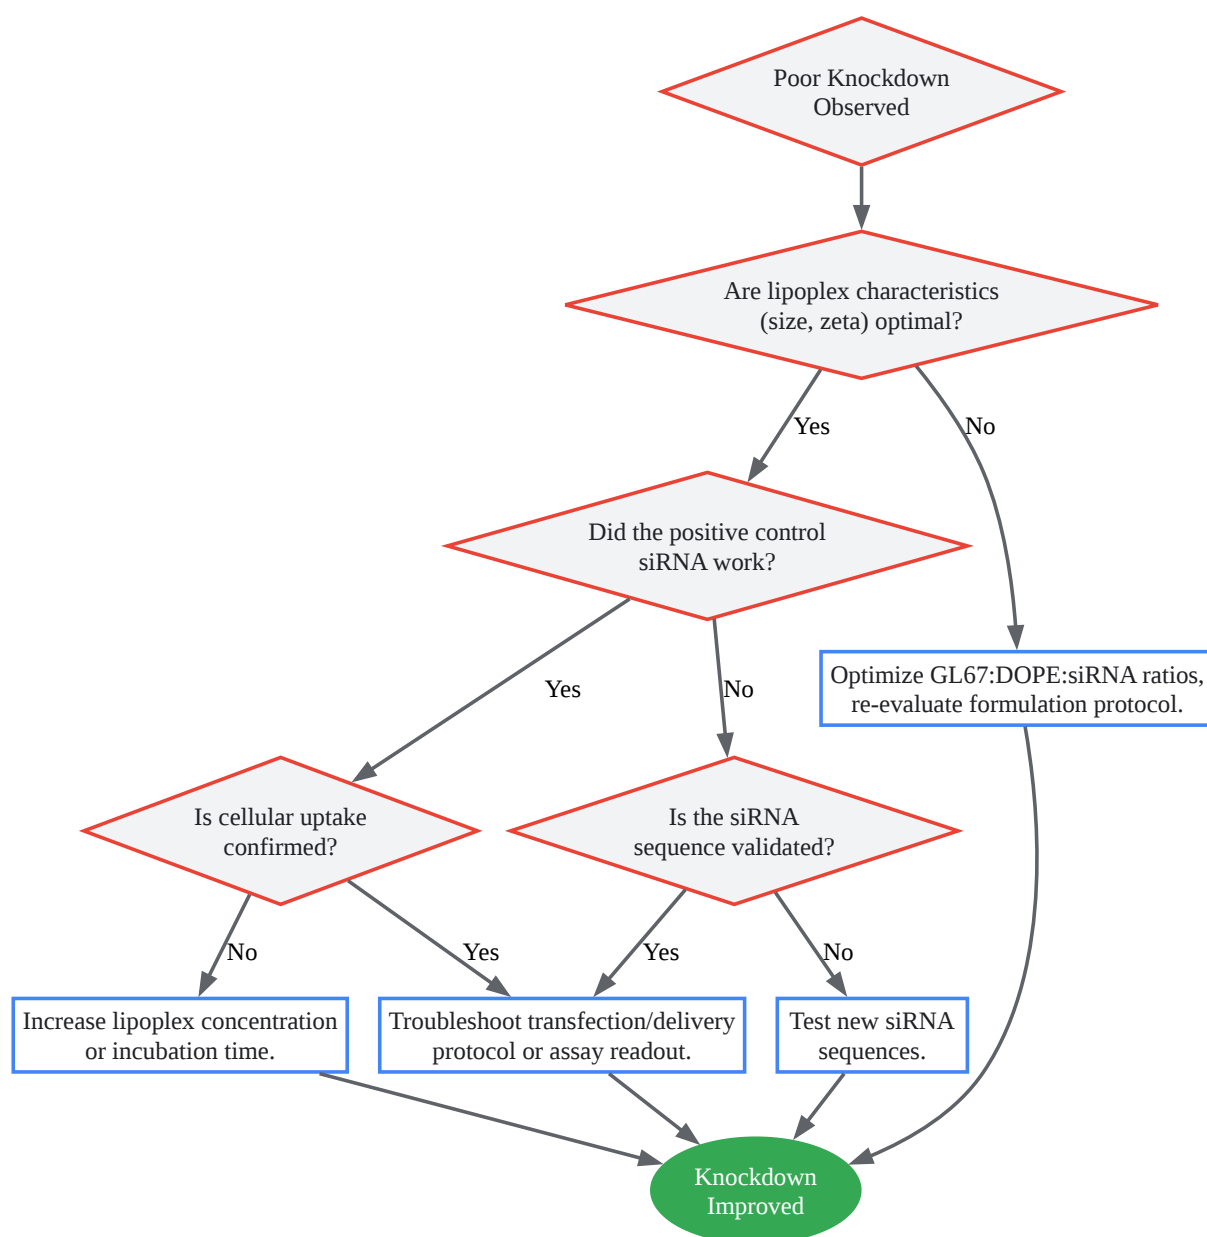 Poor Knockdown
Observed
Are lipoplex characteristics
(size, zeta) optimal?
Yes
No
Did the positive control
siRNA work?
Yes
No
Optimize GL67:DOPE:siRNA ratios,
re-evaluate formulation protocol.
Is cellular uptake
confirmed?
Is the siRNA
sequence validated?
No
Yes
Yes
No
Increase lipoplex concentration
or incubation time.
Troubleshoot transfection/delivery
protocol or assay readout.
Test new siRNA
sequences.
Knockdown
Improved